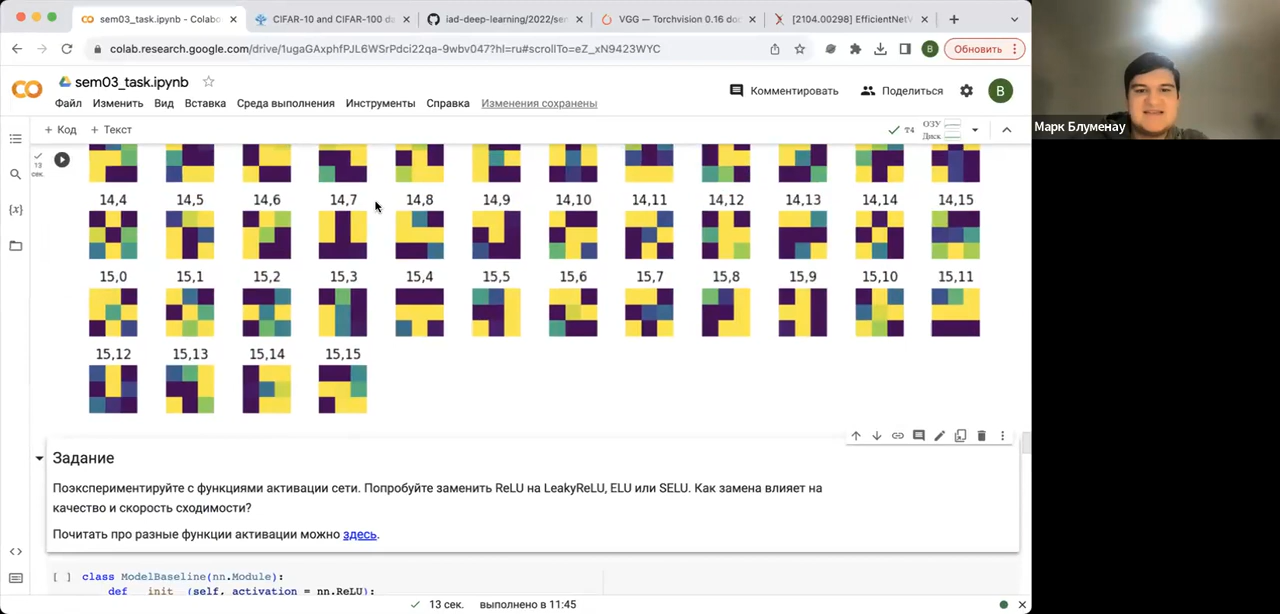 sem03_task.ipynb - Colabo
CIFAR-10 and CIFAR-100 da
iad-deep-learning/2022/sem
VGG — Torchvision 0.16 doc
[2104.00298] EfficientNetV
colab.research.google.com/drive/1ugaGAxphfPJL6WSrPdci22qa-9wbv047?hl=ru#scrollTo=eZ_xN9423WYC
B
Обновить
sem03_task.ipynb
Комментировать
Поделиться
B
Файл Изменить Вид Вставка Среда выполнения Инструменты Справка Изменения сохранены
+ Код + Текст
T4
ОЗУ
Диск
13
сек.
{x}
14,4 14,5 14,6 14,7 14,8 14,9 14,10 14,11 14,12 14,13 14,14 14,15
15,0 15,1 15,2 15,3 15,4 15,5 15,6 15,7 15,8 15,9 15,10 15,11
15,12 15,13 15,14 15,15
Задание
Поэкспериментируйте с функциями активации сети. Попробуйте заменить ReLU на LeakyReLU, ELU или SELU. Как замена влияет на
качество и скорость сходимости?
Почитать про разные функции активации можно здесь.
[ ] class ModelBaseline(nn.Module):
def __init__(self, activation = nn.ReLU):
13 сек. выполнено в 11:45
Марк Блуменау